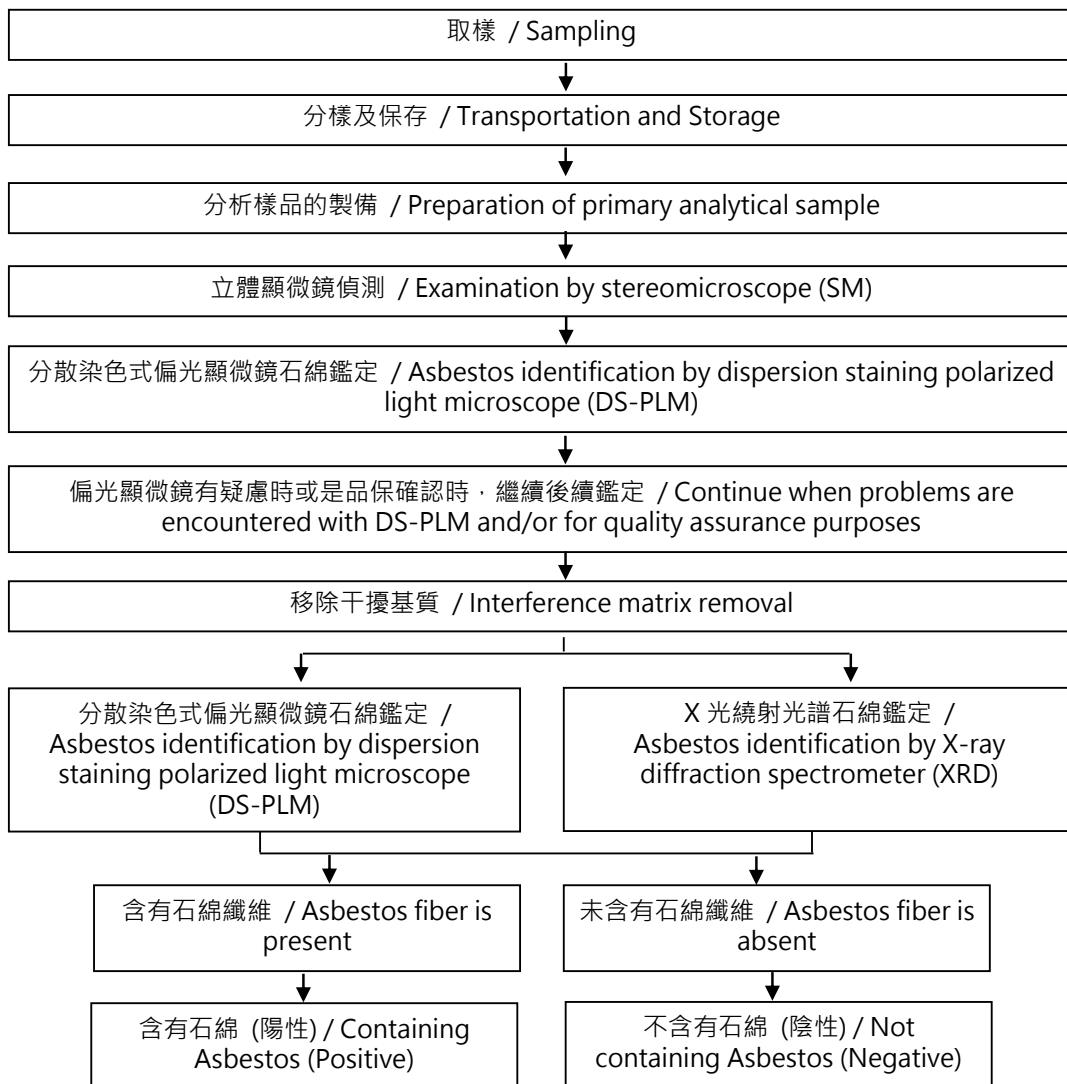 取樣 / Sampling
分樣及保存 / Transportation and Storage
分析樣品的製備 / Preparation of primary analytical sample
立體顯微鏡偵測 / Examination by stereomicroscope (SM)
分散染色式偏光顯微鏡石綿鑑定 / Asbestos identification by dispersion staining polarized
light microscope (DS-PLM)
偏光顯微鏡有疑慮時或是品保確認時，繼續後續鑑定 / Continue when problems are
encountered with DS-PLM and/or for quality assurance purposes
移除干擾基質 / Interference matrix removal
分散染色式偏光顯微鏡石綿鑑定 /
Asbestos identification by dispersion
staining polarized light microscope
(DS-PLM)
X 光繞射光譜石綿鑑定 /
Asbestos identification by X-ray
diffraction spectrometer (XRD)
含有石綿纖維 / Asbestos fiber is
present
未含有石綿纖維 / Asbestos fiber is
absent
含有石綿 (陽性) / Containing
Asbestos (Positive)
不含有石綿 (陰性) / Not
containing Asbestos (Negative)